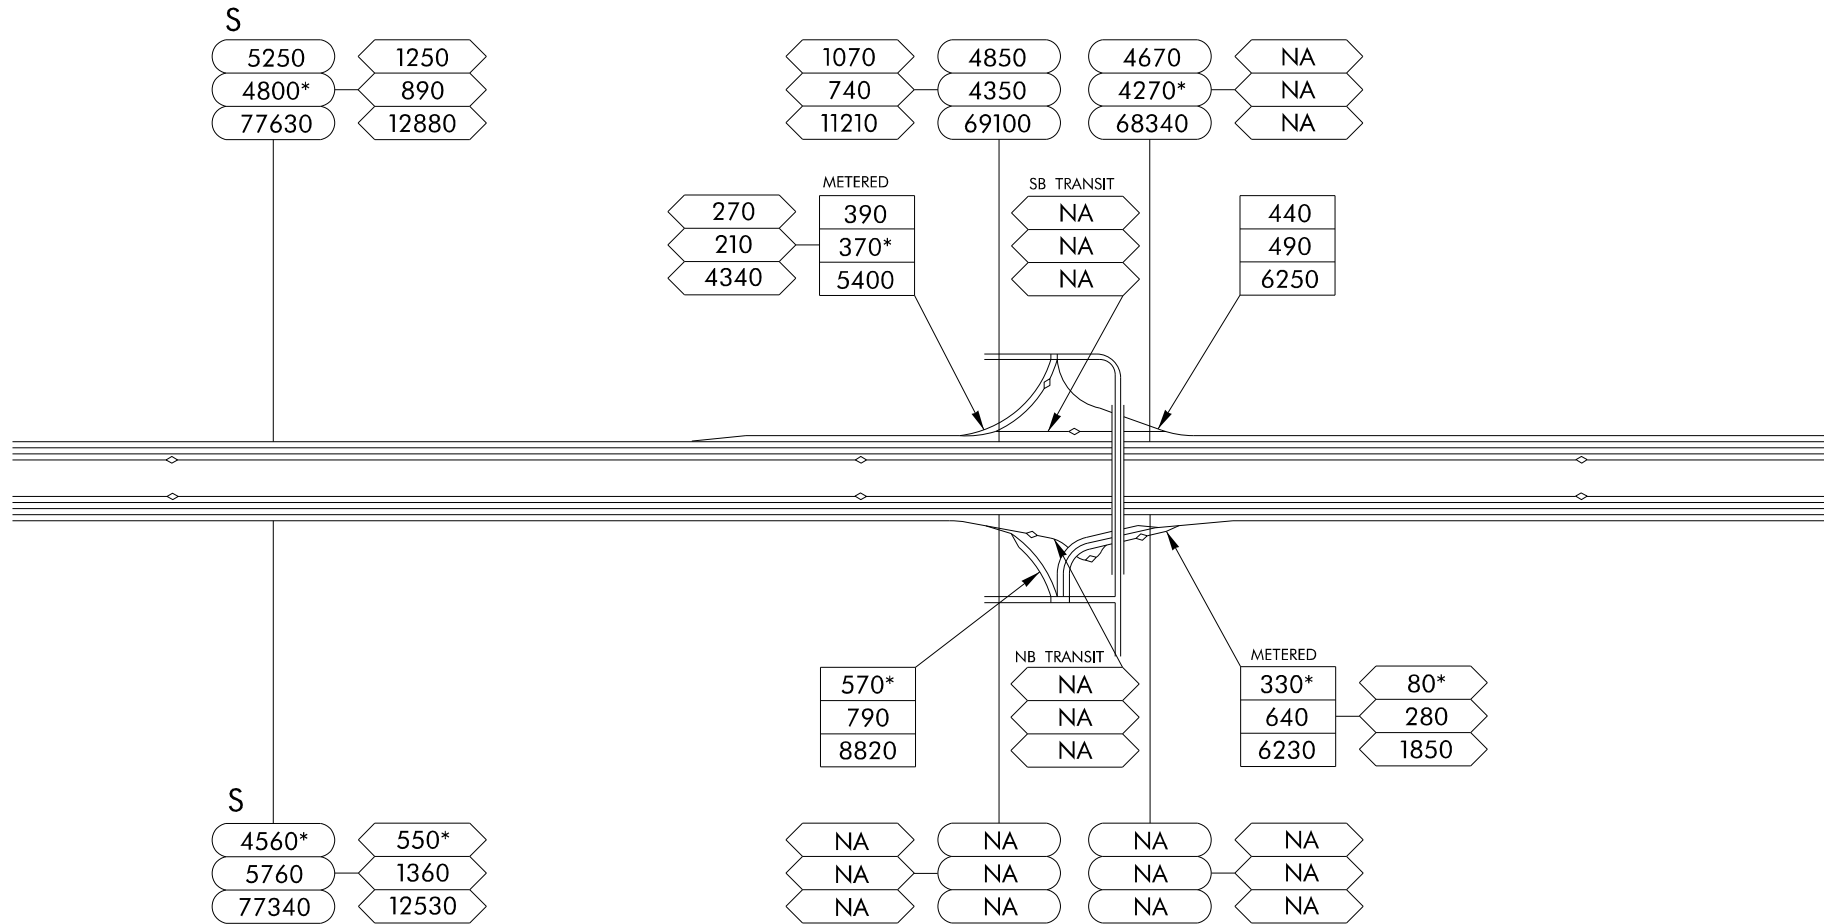 S
5250 1250
4800* 890
77630 12880
1070 4850
740 4350
11210 69100
4670 NA
4270* NA
68340 NA
METERED
270 390
210 370*
4340 5400
SB TRANSIT
NA
NA
NA
440
490
6250
570*
790
8820
NB TRANSIT
NA
NA
NA
METERED
330* 80*
640 280
6230 1850
S
4560* 550*
5760 1360
77340 12530
NA NA
NA NA
NA NA
NA NA
NA NA
NA NA